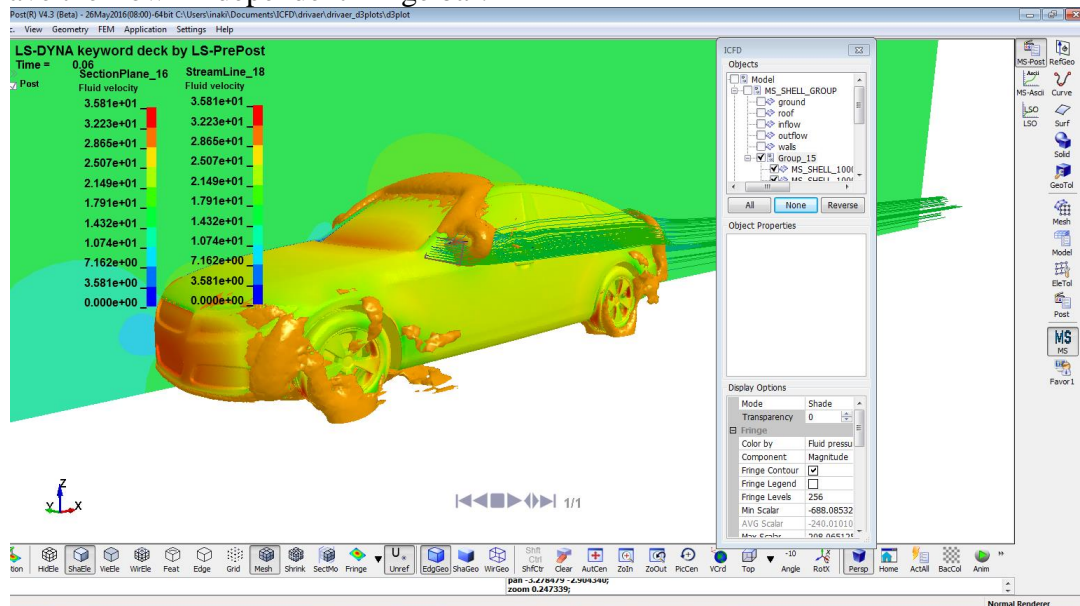 Post(R) V4.3 (Beta) - 26May2016(08:00)-64bit C:\Users\inaki\Documents\ICFD\drivaer\drivaer_d3plots\d3plot
View Geometry FEM Application Settings Help
LS-DYNA keyword deck by LS-PrePost
Time = 0.06
Post
SectionPlane_16 StreamLine_18
Fluid velocity Fluid velocity
3.581e+01 3.581e+01
3.223e+01 3.223e+01
2.865e+01 2.865e+01
2.507e+01 2.507e+01
2.149e+01 2.149e+01
1.791e+01 1.791e+01
1.432e+01 1.432e+01
1.074e+01 1.074e+01
7.162e+00 7.162e+00
3.581e+00 3.581e+00
0.000e+00 0.000e+00
Z
Y X
1/1
ICFD
Objects
Model
MS_SHELL_GROUP
ground
roof
inflow
outflow
walls
Group_15
MS_SHELL_100
All None Reverse
Object Properties
Display Options
Mode Shade
Transparency 0
Fringe
Color by Fluid pressu
Component Magnitude
Fringe Contour
Fringe Legend
Fringe Levels 256
Min Scalar -688.08532
AVG Scalar -240.01010
MS-Post RefGeo
MS-Ascii Curve
LSO Surf
Solid
GeoTol
Mesh
Model
EleTol
Post
MS
MS
Favor1
tion HidEle ShaEle VieEle WirEle Feat Edge Grid Mesh Shrink SectMo Fringe Unref EdgGeo ShaGeo WirGeo ShfCtr Clear AutCen ZoIn ZoOut PicCen VCrd Top Angle RotX Persp Home ActAll BacCol Anim
Shft
Ctrl
-10
pan -3.278479 -2.904340;
zoom 0.247339;
Normal Renderer